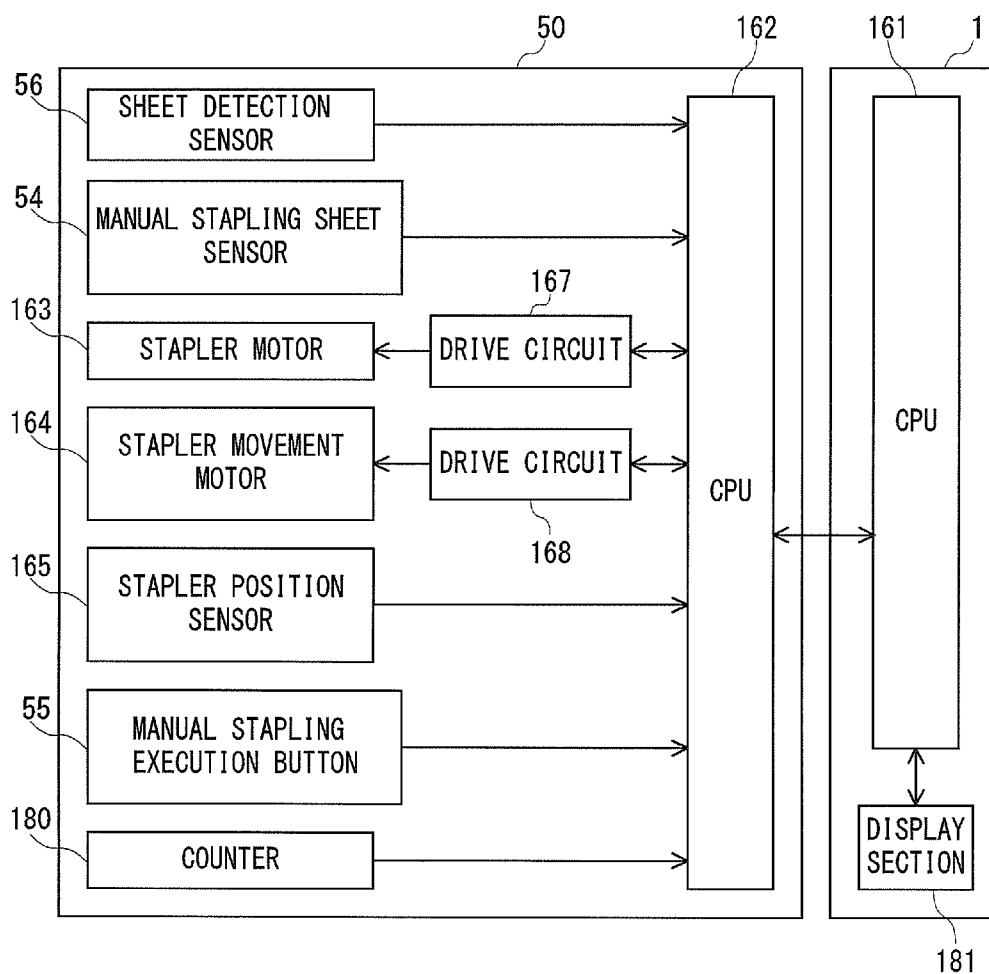 50
162
161
1
56
SHEET DETECTION
SENSOR
54
MANUAL STAPLING SHEET
SENSOR
163
STAPLER MOTOR
167
DRIVE CIRCUIT
164
STAPLER MOVEMENT
MOTOR
DRIVE CIRCUIT
168
CPU
CPU
165
STAPLER POSITION
SENSOR
55
MANUAL STAPLING
EXECUTION BUTTON
180
COUNTER
DISPLAY
SECTION
181